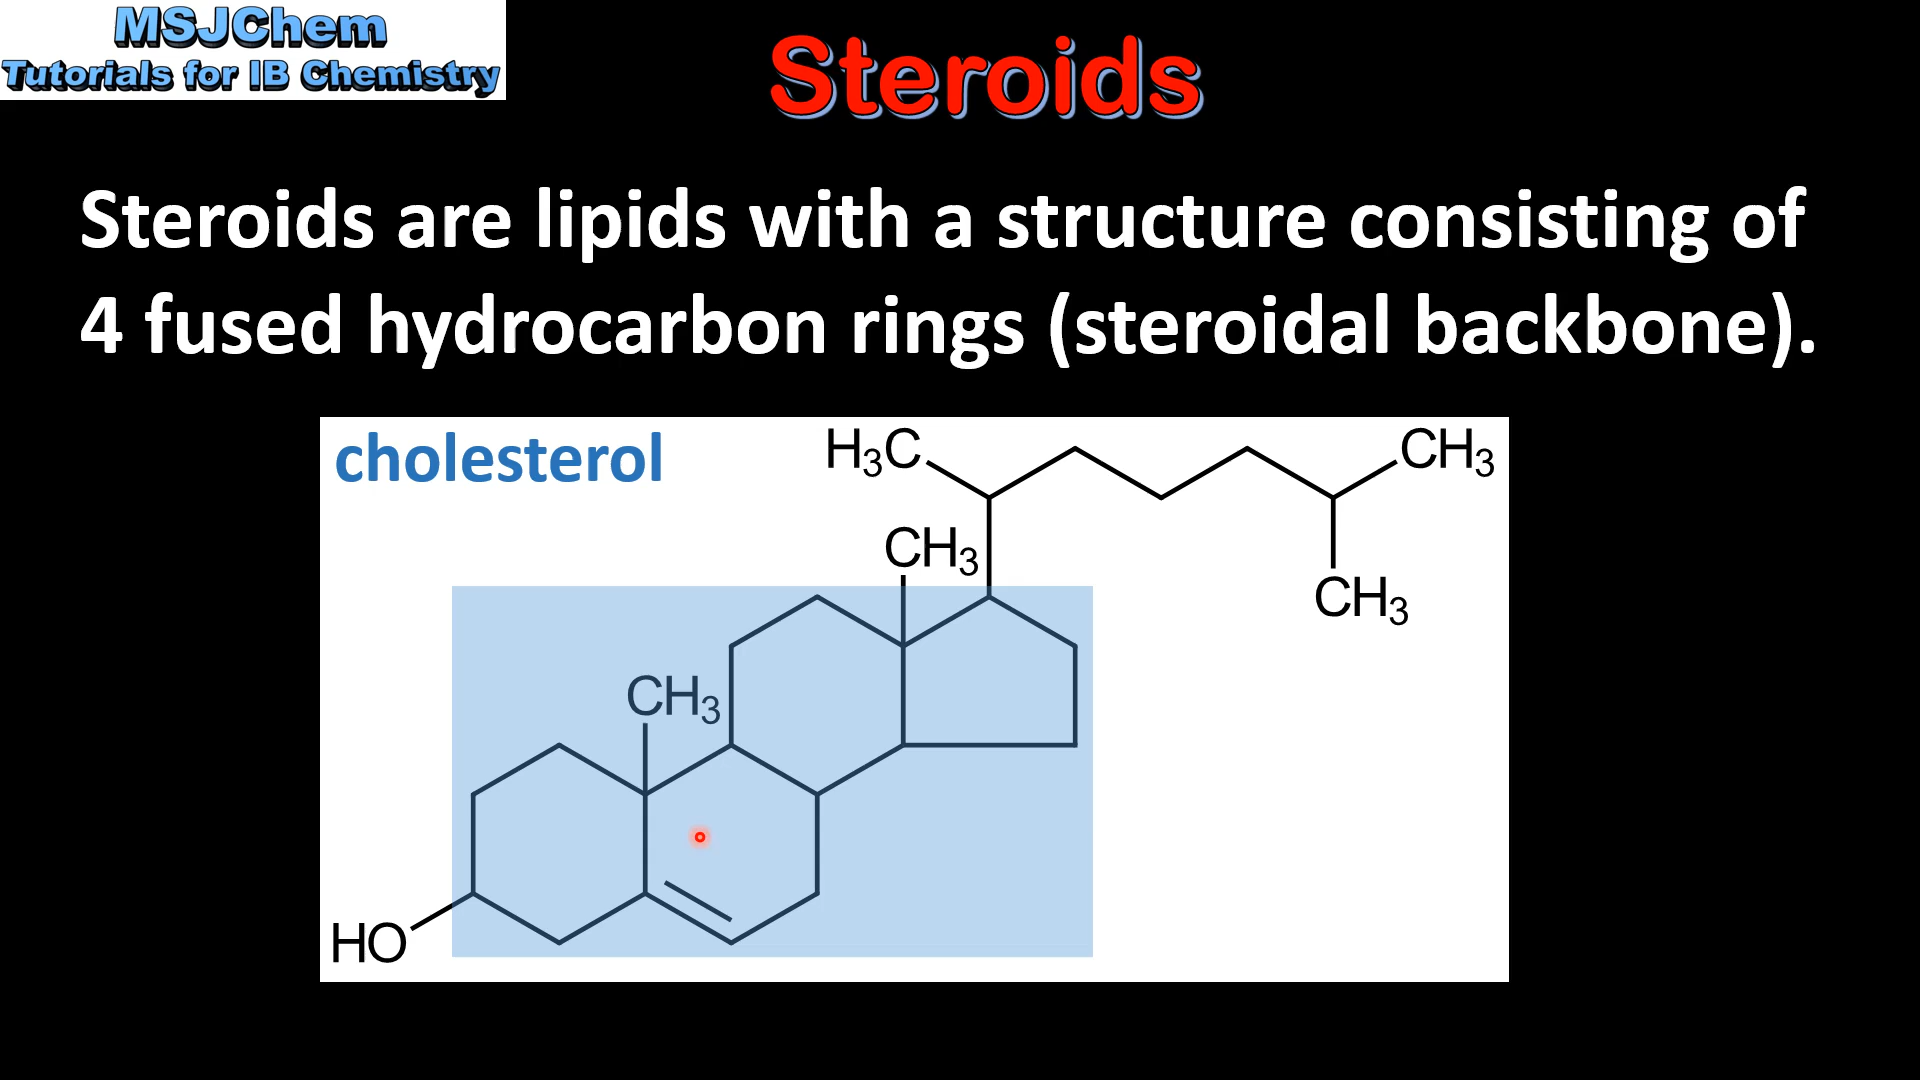 MSJChem
Tutorials for IB Chemistry
Steroids
Steroids are lipids with a structure consisting of
4 fused hydrocarbon rings (steroidal backbone).
cholesterol
H₃C
CH₃
CH₃
CH₃
CH₃
HO